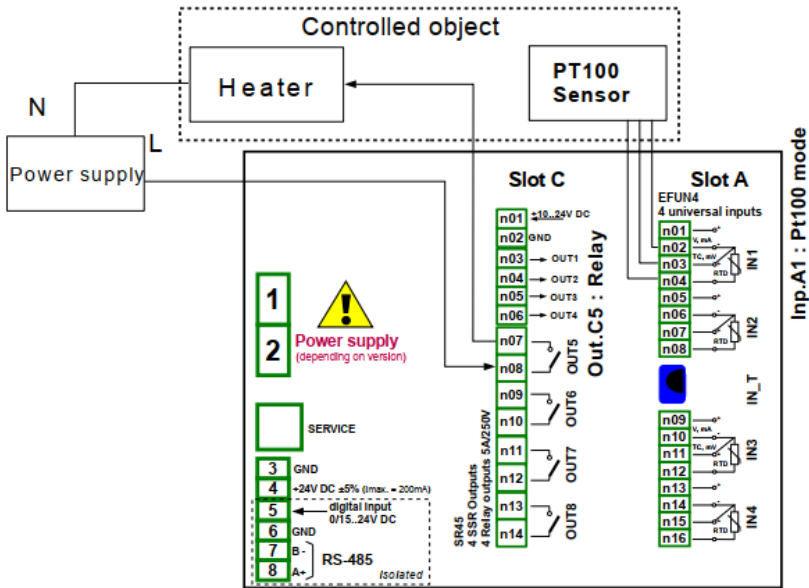 Controlled object
Heater
PT100
Sensor
N
L
Power supply
Inp.A1 : Pt100 mode
Slot C
Slot A
EFUN4
4 universal inputs
n01
+10..24V DC
n02
GND
n03
OUT1
n04
OUT2
n05
OUT3
n06
OUT4
n07
n08
OUT5
n09
n10
OUT6
n11
n12
OUT7
n13
n14
OUT8
Out.C5 : Relay
SR45
4 SSR Outputs
4 Relay outputs 5A/250V
n01
+
V, mA
n02
-
TC, mV
n03
+
RTD
n04
IN1
n05
+
n06
-
n07
+
RTD
n08
IN2
IN_T
n09
+
V, mA
n10
-
TC, mV
n11
+
RTD
n12
IN3
n13
+
n14
-
n15
+
RTD
n16
IN4
1
2
!
Power supply
(depending on version)
SERVICE
3 GND
4 +24V DC ±5% (Imax. = 200mA)
5 digital input
0/15..24V DC
6 GND
7 B-
8 A+
RS-485
Isolated